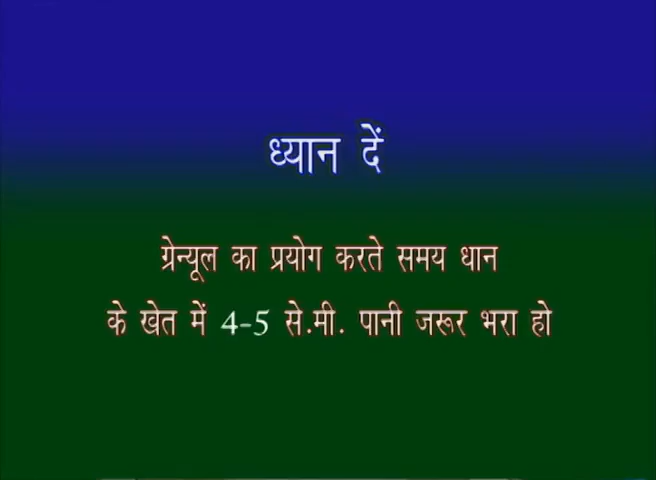 ध्यान दें
ग्रेन्यूल का प्रयोग करते समय धान
के खेत में 4-5 से.मी. पानी जरूर भरा हो